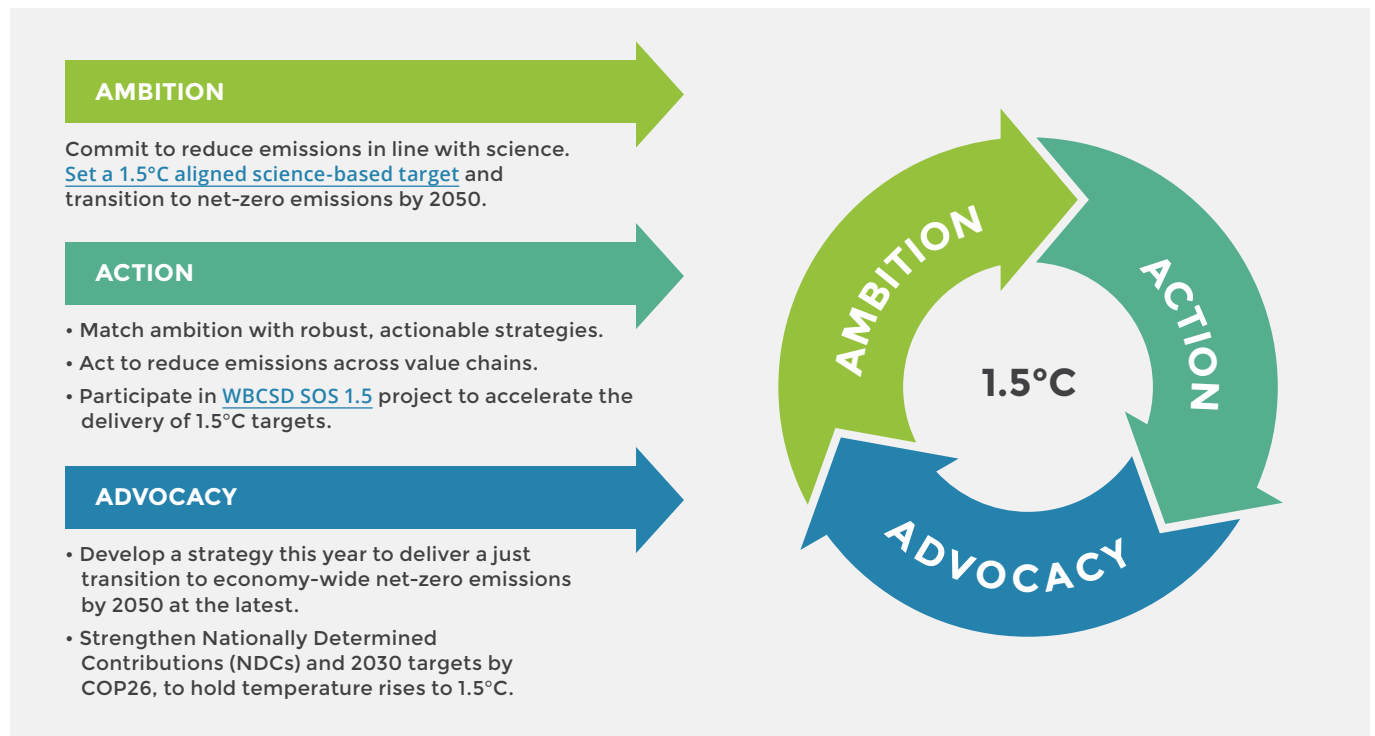 AMBITION
Commit to reduce emissions in line with science.
Set a 1.5°C aligned science-based target and
transition to net-zero emissions by 2050.
ACTION
• Match ambition with robust, actionable strategies.
• Act to reduce emissions across value chains.
• Participate in WBCSD SOS 1.5 project to accelerate the
delivery of 1.5°C targets.
ADVOCACY
• Develop a strategy this year to deliver a just
transition to economy-wide net-zero emissions
by 2050 at the latest.
• Strengthen Nationally Determined
Contributions (NDCs) and 2030 targets by
COP26, to hold temperature rises to 1.5°C.
AMBITION
ACTION
ADVOCACY
1.5°C